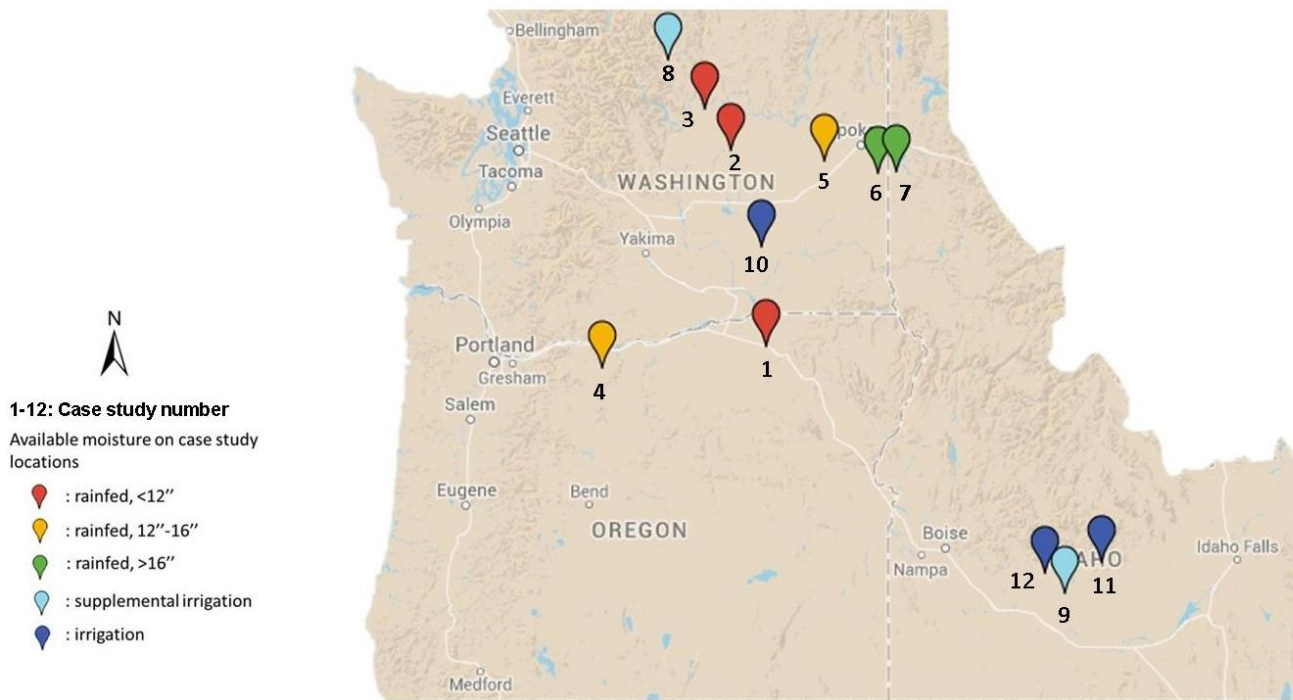 Bellingham
8
Everett
3
Seattle
2
pok
Tacoma
WASHINGTON
5
6
7
Olympia
Yakima
10
N
Portland
1
Gresham
4
1-12: Case study number
Salem
Available moisture on case study
locations
: rainfed, <12”
Eugene
Bend
: rainfed, 12”-16”
OREGON
Boise
AHO
Idaho Falls
: rainfed, >16”
Nampa
12
11
: supplemental irrigation
9
: irrigation
Medford